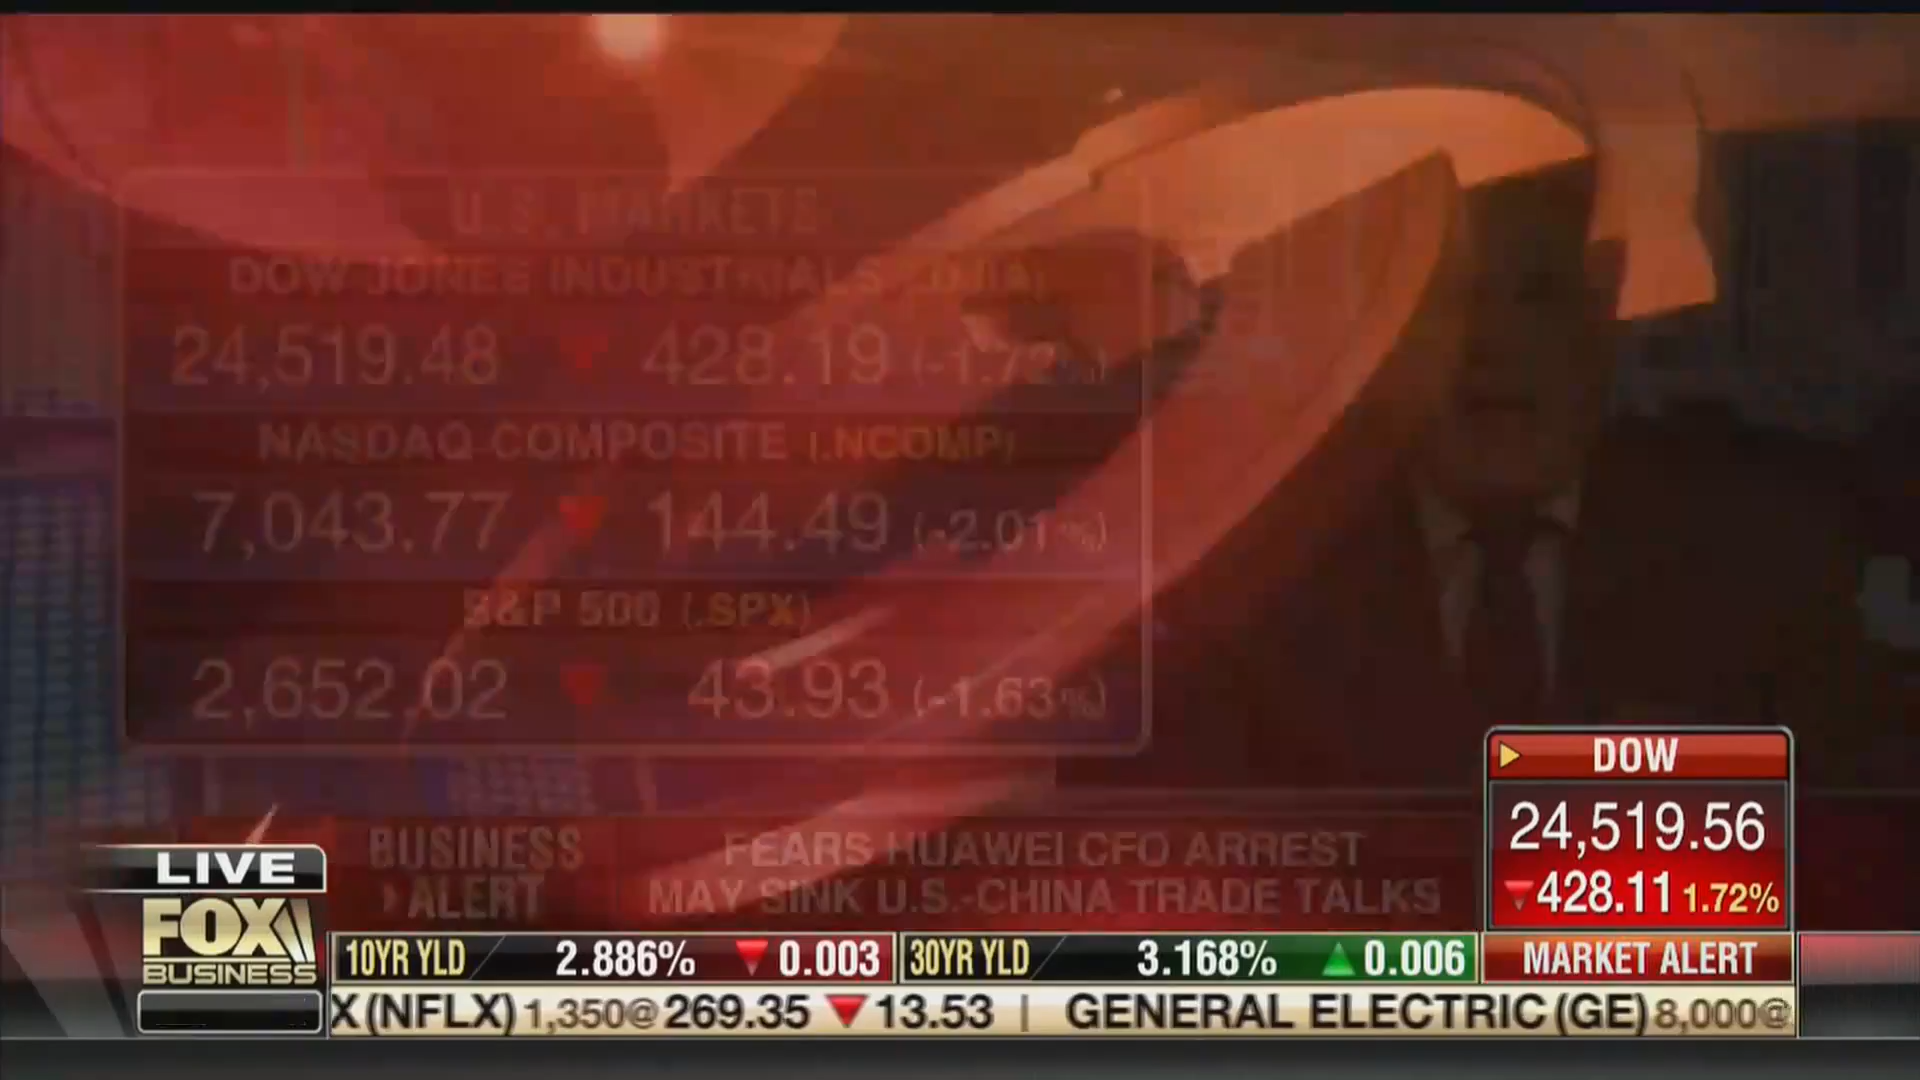 U.S. MARKETS
DOW JONES INDUSTRIALS (.DJIA)
24,519.48 ▼ 428.19 (-1.72%)
NASDAQ COMPOSITE (.NCOMP)
7,043.77 ▼ 144.49 (-2.01%)
S&P 500 (.SPX)
2,652.02 ▼ 43.93 (-1.63%)
DOW
24,519.56
▼428.11 1.72%
MARKET ALERT
BUSINESS
ALERT
FEARS HUAWEI CFO ARREST
MAY SINK U.S.-CHINA TRADE TALKS
LIVE
FOX
BUSINESS
10YR YLD 2.886% ▼ 0.003
30YR YLD 3.168% ▲ 0.006
X (NFLX) 1,350@ 269.35 ▼ 13.53 | GENERAL ELECTRIC (GE) 8,000@